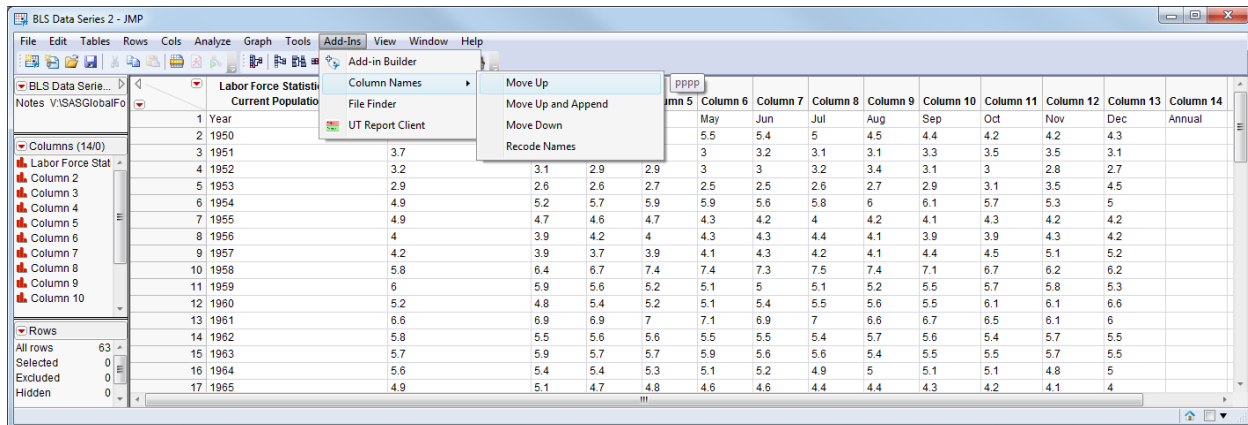 BLS Data Series 2 - JMP
File Edit Tables Rows Cols Analyze Graph Tools Add-Ins View Window Help
Add-in Builder
Column Names
File Finder
UT Report Client
Move Up
Move Up and Append
Move Down
Recode Names
pppp
BLS Data Serie...
Notes V:\SASGlobalFo
Columns (14/0)
Labor Force Stat
Column 2
Column 3
Column 4
Column 5
Column 6
Column 7
Column 8
Column 9
Column 10
Rows
All rows 63
Selected 0
Excluded 0
Hidden 0
Labor Force Statistic
Current Populatio
mn 5 Column 6 Column 7 Column 8 Column 9 Column 10 Column 11 Column 12 Column 13 Column 14
1 Year May Jun Jul Aug Sep Oct Nov Dec Annual
2 1950 5.5 5.4 5 4.5 4.4 4.2 4.2 4.3
3 1951 3.7 3 3.2 3.1 3.1 3.3 3.5 3.5 3.1
4 1952 3.2 3.1 2.9 2.9 3 3 3.2 3.4 3.1 3 2.8 2.7
5 1953 2.9 2.6 2.6 2.7 2.5 2.5 2.6 2.7 2.9 3.1 3.5 4.5
6 1954 4.9 5.2 5.7 5.9 5.9 5.6 5.8 6 6.1 5.7 5.3 5
7 1955 4.9 4.7 4.6 4.7 4.3 4.2 4 4.2 4.1 4.3 4.2 4.2
8 1956 4 3.9 4.2 4 4.3 4.3 4.4 4.1 3.9 3.9 4.3 4.2
9 1957 4.2 3.9 3.7 3.9 4.1 4.3 4.2 4.1 4.4 4.5 5.1 5.2
10 1958 5.8 6.4 6.7 7.4 7.4 7.3 7.5 7.4 7.1 6.7 6.2 6.2
11 1959 6 5.9 5.6 5.2 5.1 5 5.1 5.2 5.5 5.7 5.8 5.3
12 1960 5.2 4.8 5.4 5.2 5.1 5.4 5.5 5.6 5.5 6.1 6.1 6.6
13 1961 6.6 6.9 6.9 7 7.1 6.9 7 6.6 6.7 6.5 6.1 6
14 1962 5.8 5.5 5.6 5.6 5.5 5.5 5.4 5.7 5.6 5.4 5.7 5.5
15 1963 5.7 5.9 5.7 5.7 5.9 5.6 5.6 5.4 5.5 5.5 5.7 5.5
16 1964 5.6 5.4 5.4 5.3 5.1 5.2 4.9 5 5.1 5.1 4.8 5
17 1965 4.9 5.1 4.7 4.8 4.6 4.6 4.4 4.4 4.3 4.2 4.1 4